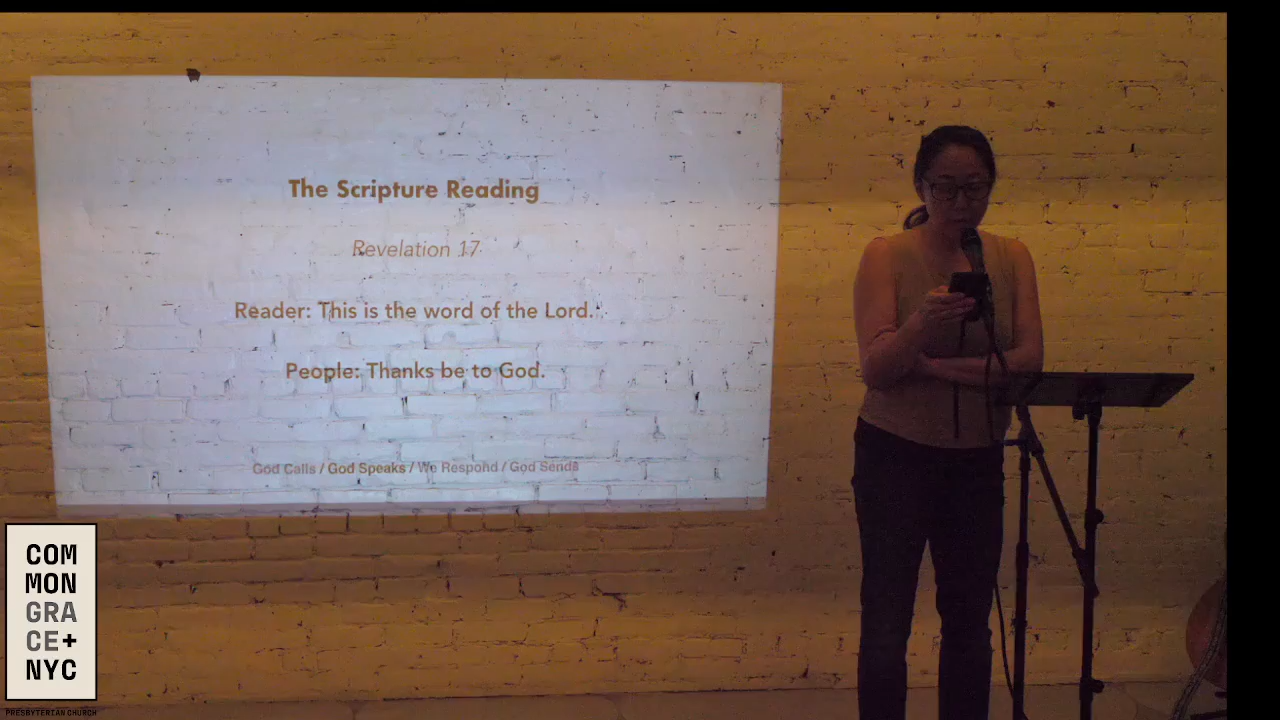 The Scripture Reading
Revelation 17
Reader: This is the word of the Lord.
People: Thanks be to God.
God Calls / God Speaks / We Respond / God Sends
COM
MON
GRA
CE+
NYC
PRESBYTERIAN CHURCH